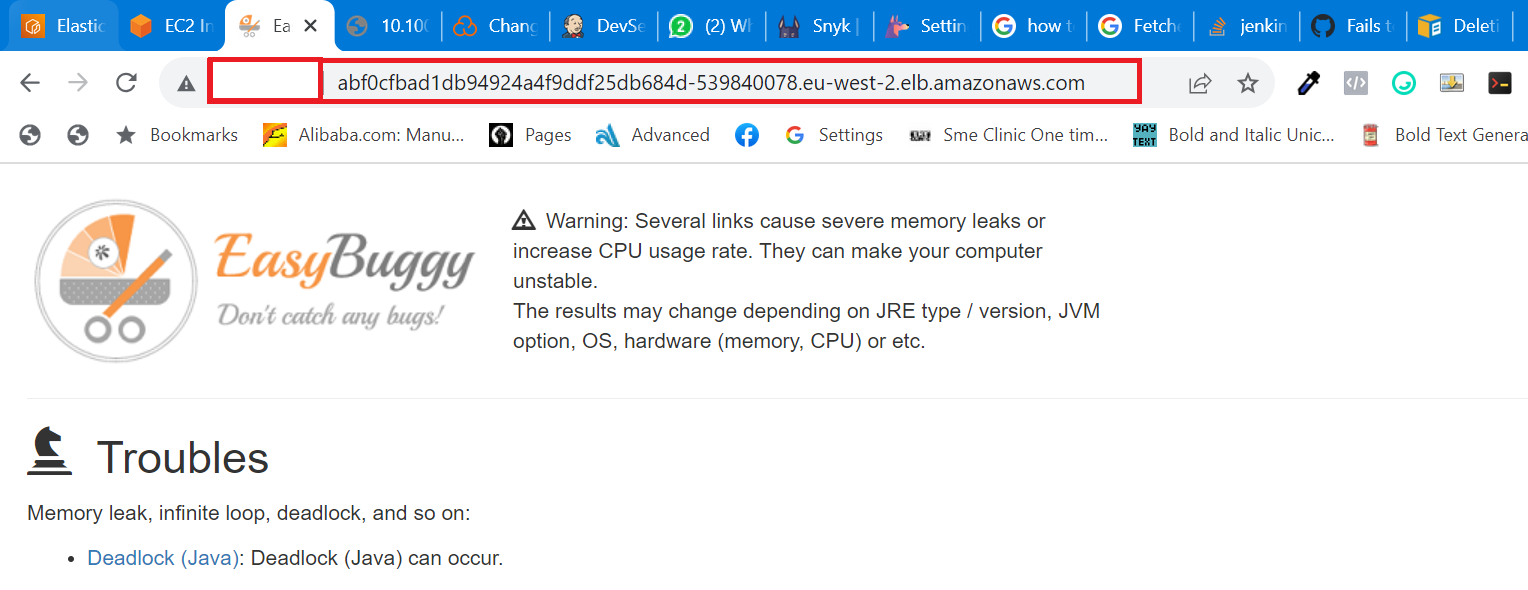 Elastic EC2 In Ea 10.100 Chang DevSe (2) Wh Snyk | Settin how t Fetche jenkin Fails to Deleti
abf0cfbad1db94924a4f9ddf25db684d-539840078.eu-west-2.elb.amazonaws.com
Bookmarks Alibaba.com: Manu... Pages Advanced Settings Sme Clinic One tim... YAY TEXT Bold and Italic Unic... Bold Text Genera
EasyBuggy
Don't catch any bugs!
Warning: Several links cause severe memory leaks or
increase CPU usage rate. They can make your computer
unstable.
The results may change depending on JRE type / version, JVM
option, OS, hardware (memory, CPU) or etc.
Troubles
Memory leak, infinite loop, deadlock, and so on:
• Deadlock (Java): Deadlock (Java) can occur.